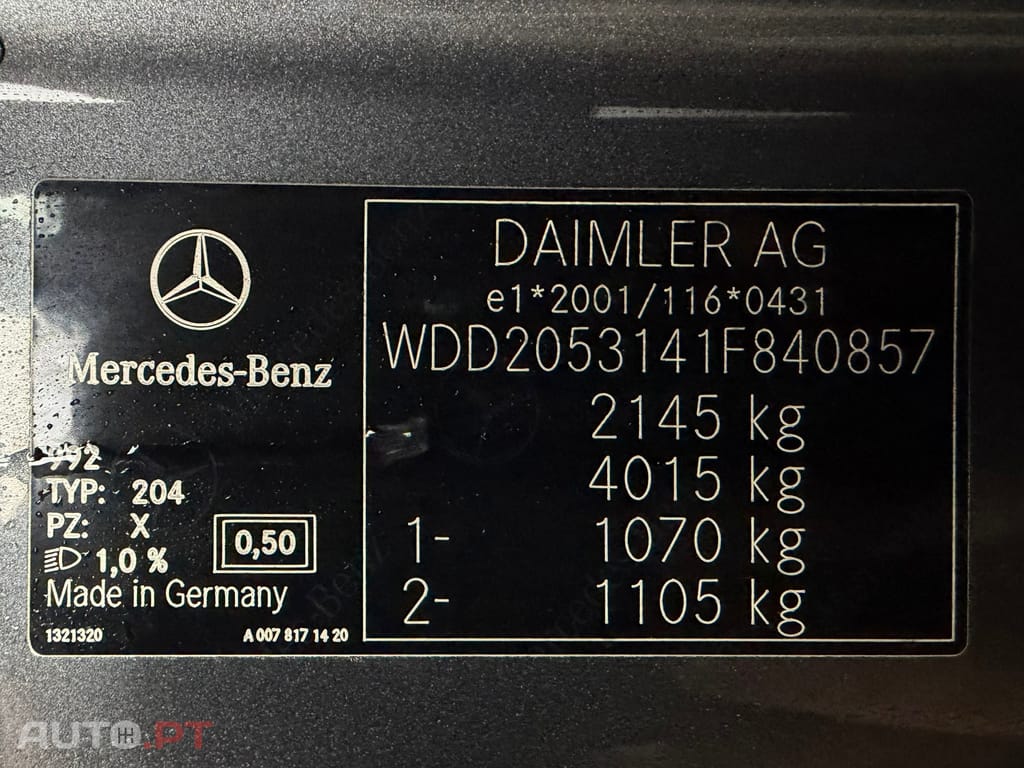 Mercedes-Benz
992
TYP: 204
PZ: X
1,0 %
0,50
Made in Germany
1321320
A 007 817 14 20
DAIMLER AG
e1*2001/116*0431
WDD2053141F840857
2145 kg
4015 kg
1- 1070 kg
2- 1105 kg
AUTO.PT